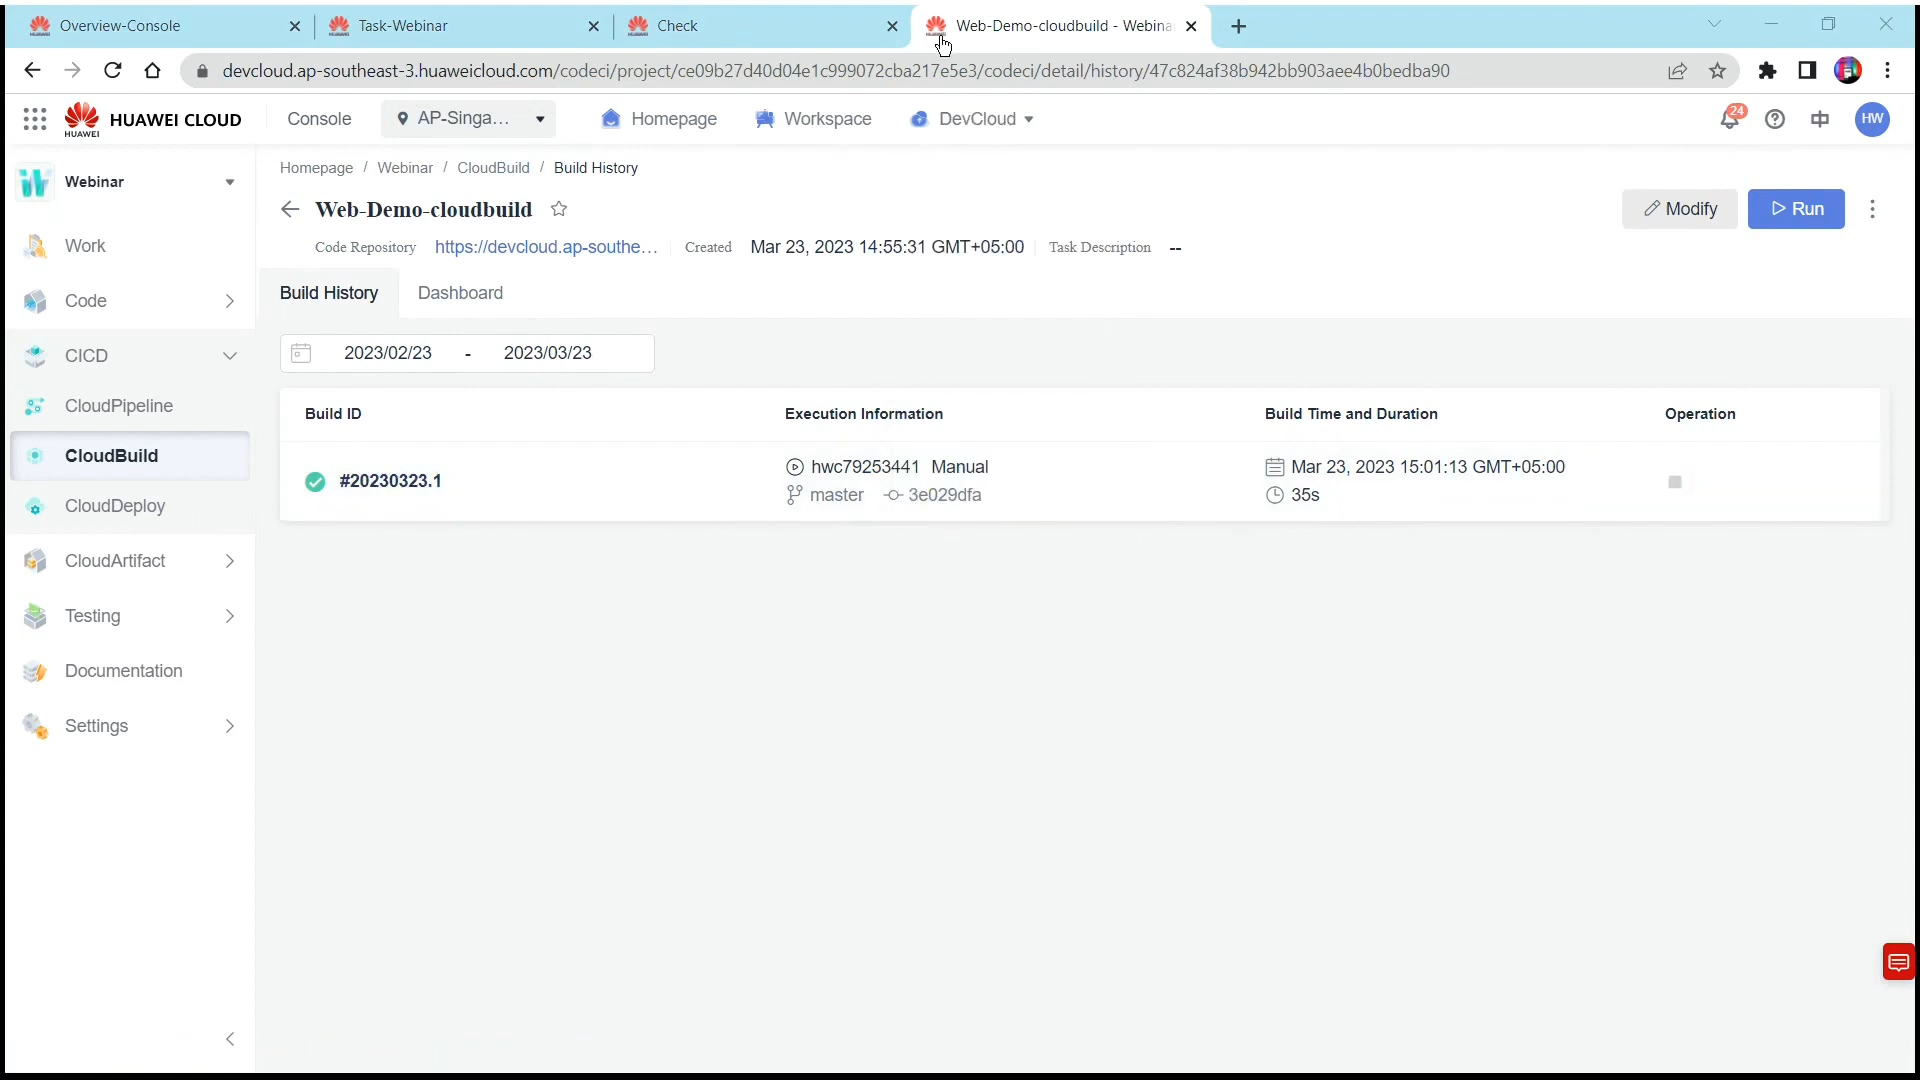 Overview-Console
Task-Webinar
Check
Web-Demo-cloudbuild - Webina
devcloud.ap-southeast-3.huaweicloud.com/codeci/project/ce09b27d40d04e1c999072cba217e5e3/codeci/detail/history/47c824af38b942bb903aee4b0bedba90
HUAWEI
HUAWEI CLOUD
Console
AP-Singa...
Homepage
Workspace
DevCloud
24
中
HW
Webinar
Work
Code
CICD
CloudPipeline
CloudBuild
CloudDeploy
CloudArtifact
Testing
Documentation
Settings
Homepage / Webinar / CloudBuild / Build History
Web-Demo-cloudbuild
Modify
Run
Code Repository https://devcloud.ap-southe... Created Mar 23, 2023 14:55:31 GMT+05:00 Task Description --
Build History
Dashboard
2023/02/23 - 2023/03/23
Build ID
Execution Information
Build Time and Duration
Operation
#20230323.1
hwc79253441 Manual
master 3e029dfa
Mar 23, 2023 15:01:13 GMT+05:00
35s